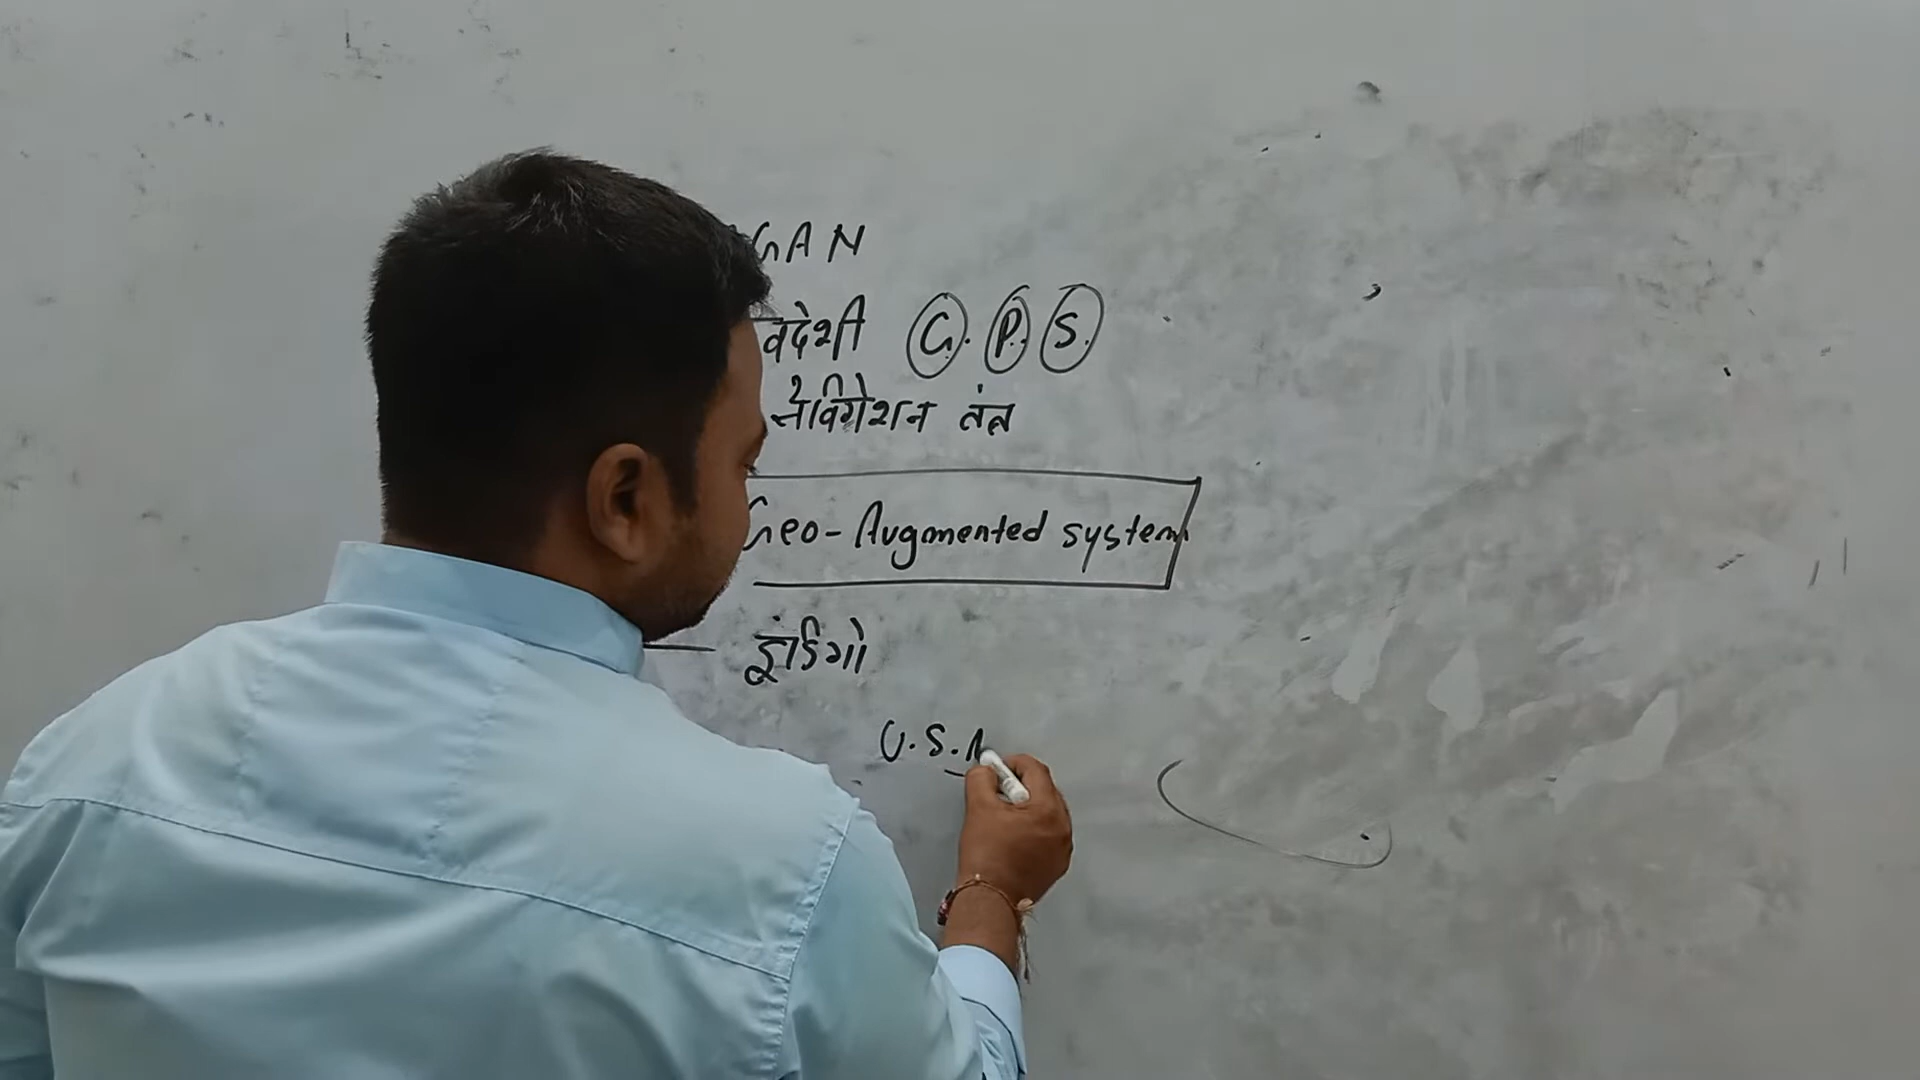 GAN
वदेशी G. P. S.
नेविगेशन तंत्र
Geo-Augmented system
इंडिगो
U.S.A